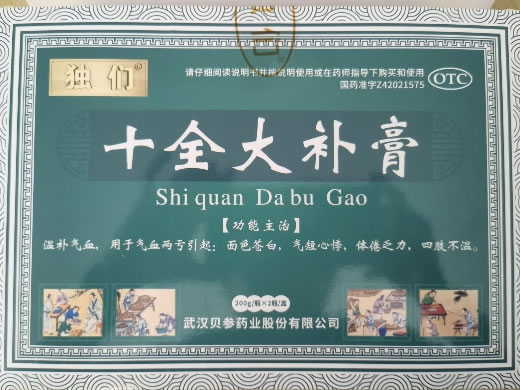 独们®
请仔细阅读说明书并按说明使用或在药师指导下购买和使用
国药准字Z42021575
OTC
十全大补膏
Shi quan Da bu Gao
【功能主治】
温补气血，用于气血两亏引起：面色苍白，气短心悸，体倦乏力，四肢不温。
200g/瓶×2瓶/盒
武汉贝参药业股份有限公司